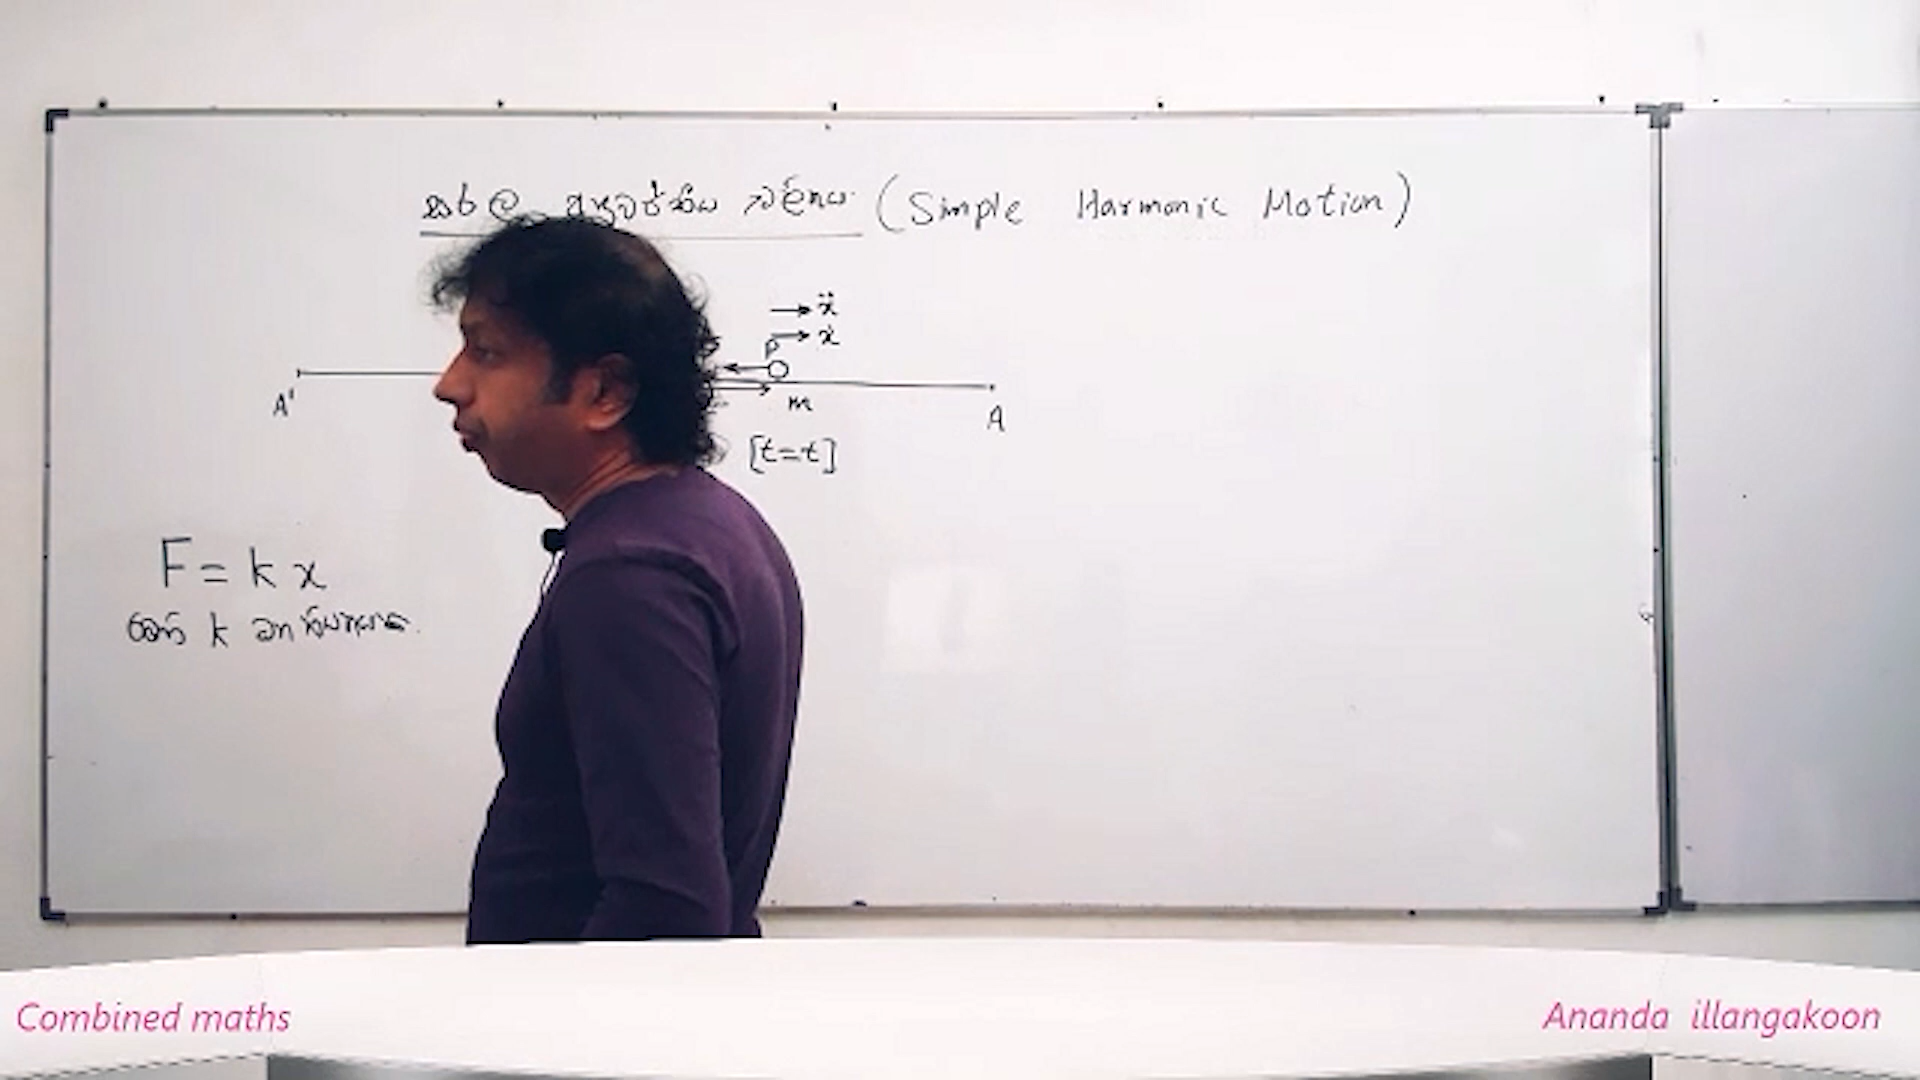 සරල අනුවර්තීය චලිතය (Simple Harmonic Motion)
→ ẍ
→ ẋ
P
A'
m
A
[t=t]
F = k x
මෙහි k නියතයකි.
Combined maths
Ananda illangakoon